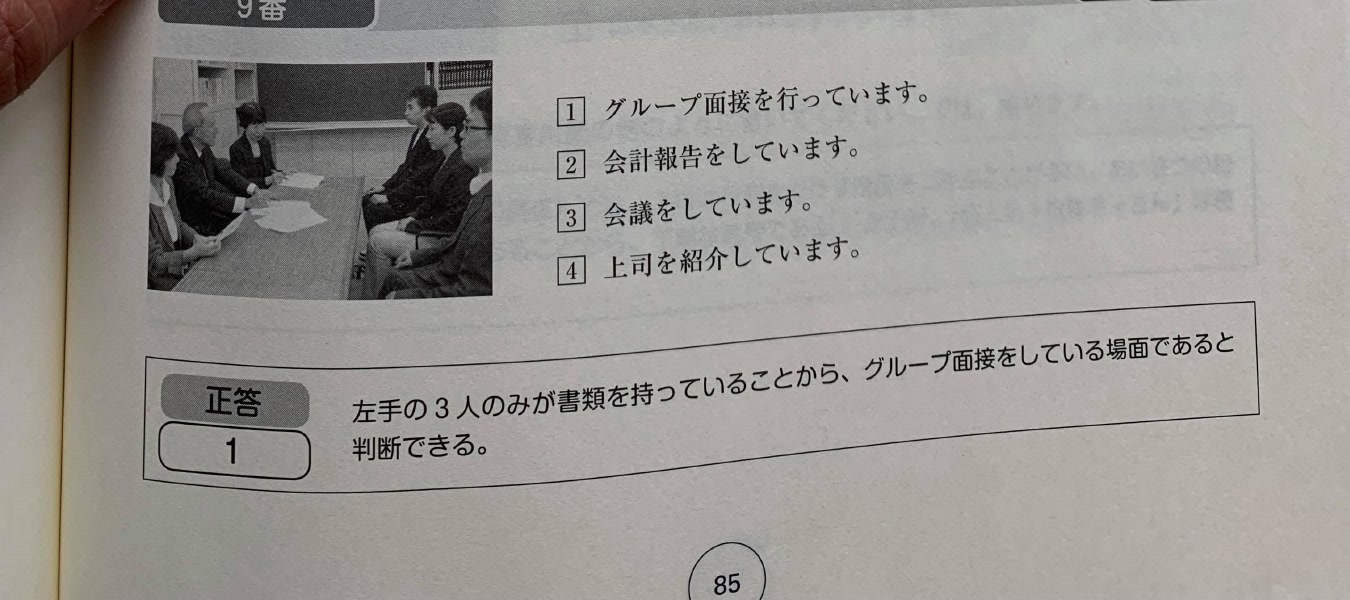 9番
1 グループ面接を行っています。
2 会計報告をしています。
3 会議をしています。
4 上司を紹介しています。
正答
1
左手の3人のみが書類を持っていることから、グループ面接をしている場面であると
判断できる。
85